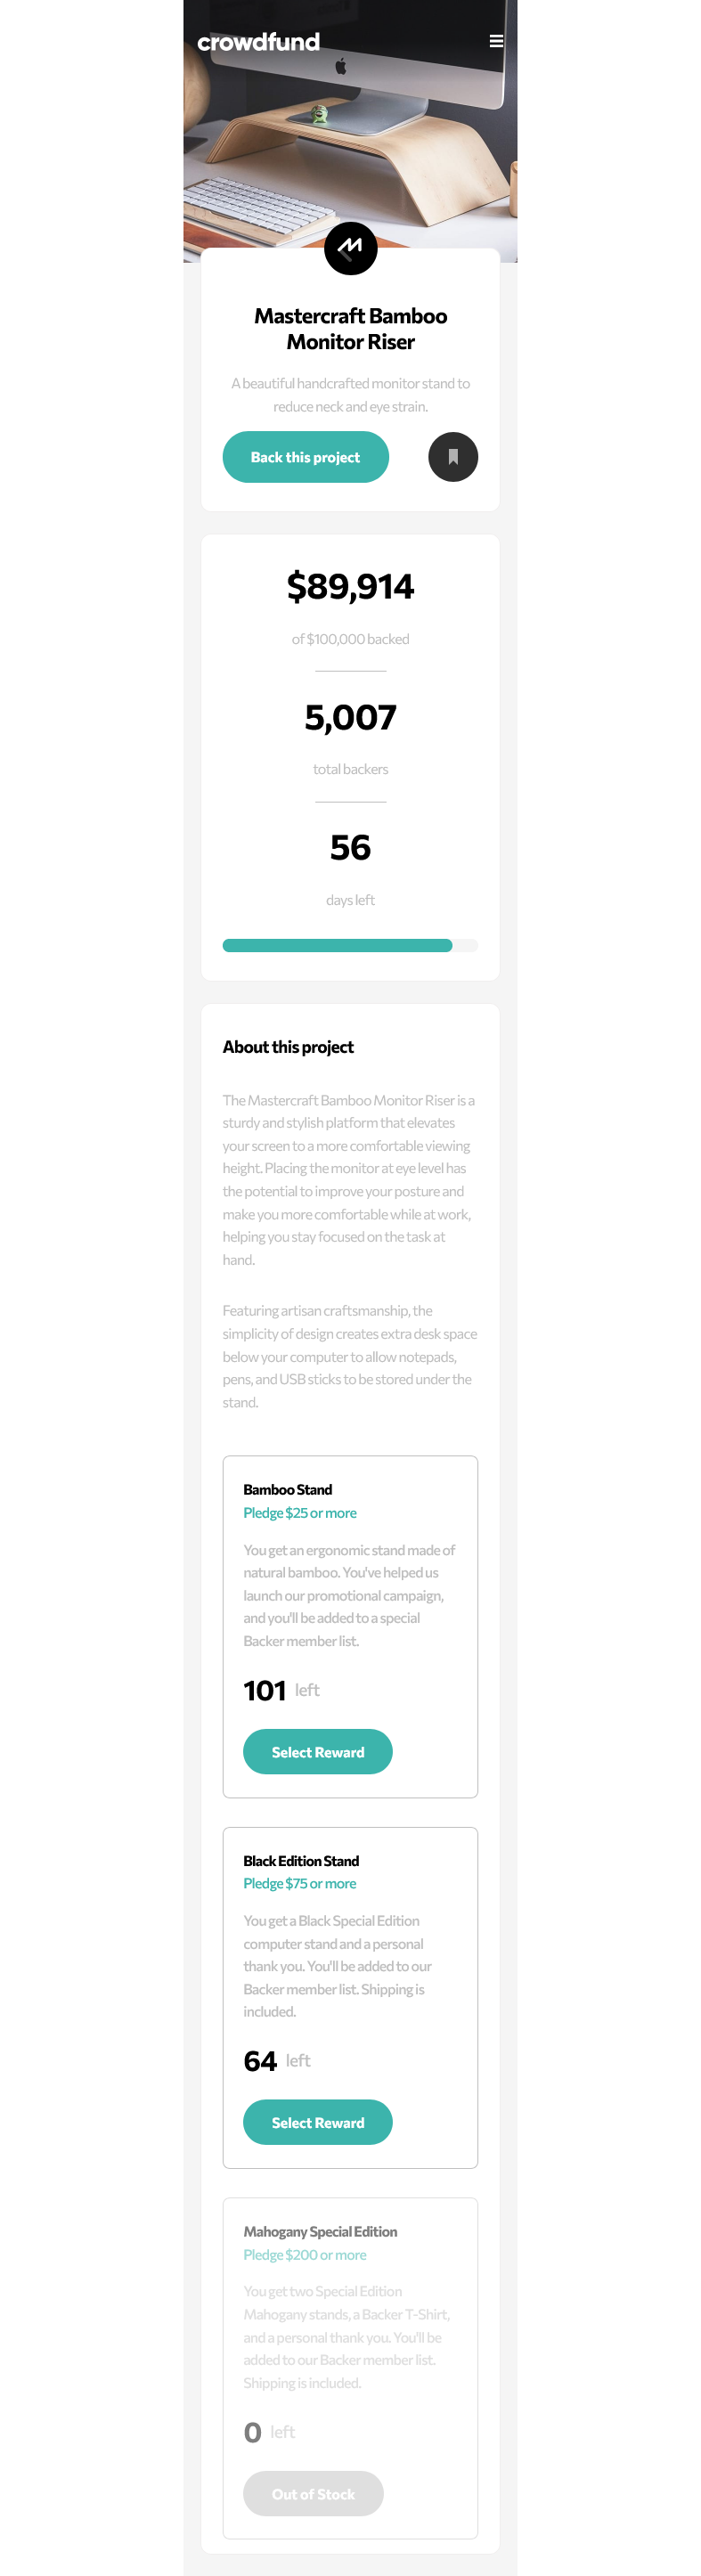 crowdfund
Mastercraft Bamboo
Monitor Riser
A beautiful handcrafted monitor stand to
reduce neck and eye strain.
Back this project
$89,914
of $100,000 backed
5,007
total backers
56
days left
About this project
The Mastercraft Bamboo Monitor Riser is a
sturdy and stylish platform that elevates
your screen to a more comfortable viewing
height. Placing the monitor at eye level has
the potential to improve your posture and
make you more comfortable while at work,
helping you stay focused on the task at
hand.
Featuring artisan craftsmanship, the
simplicity of design creates extra desk space
below your computer to allow notepads,
pens, and USB sticks to be stored under the
stand.
Bamboo Stand
Pledge $25 or more
You get an ergonomic stand made of
natural bamboo. You've helped us
launch our promotional campaign,
and you'll be added to a special
Backer member list.
101 left
Select Reward
Black Edition Stand
Pledge $75 or more
You get a Black Special Edition
computer stand and a personal
thank you. You'll be added to our
Backer member list. Shipping is
included.
64 left
Select Reward
Mahogany Special Edition
Pledge $200 or more
You get two Special Edition
Mahogany stands, a Backer T-Shirt,
and a personal thank you. You'll be
added to our Backer member list.
Shipping is included.
0 left
Out of Stock